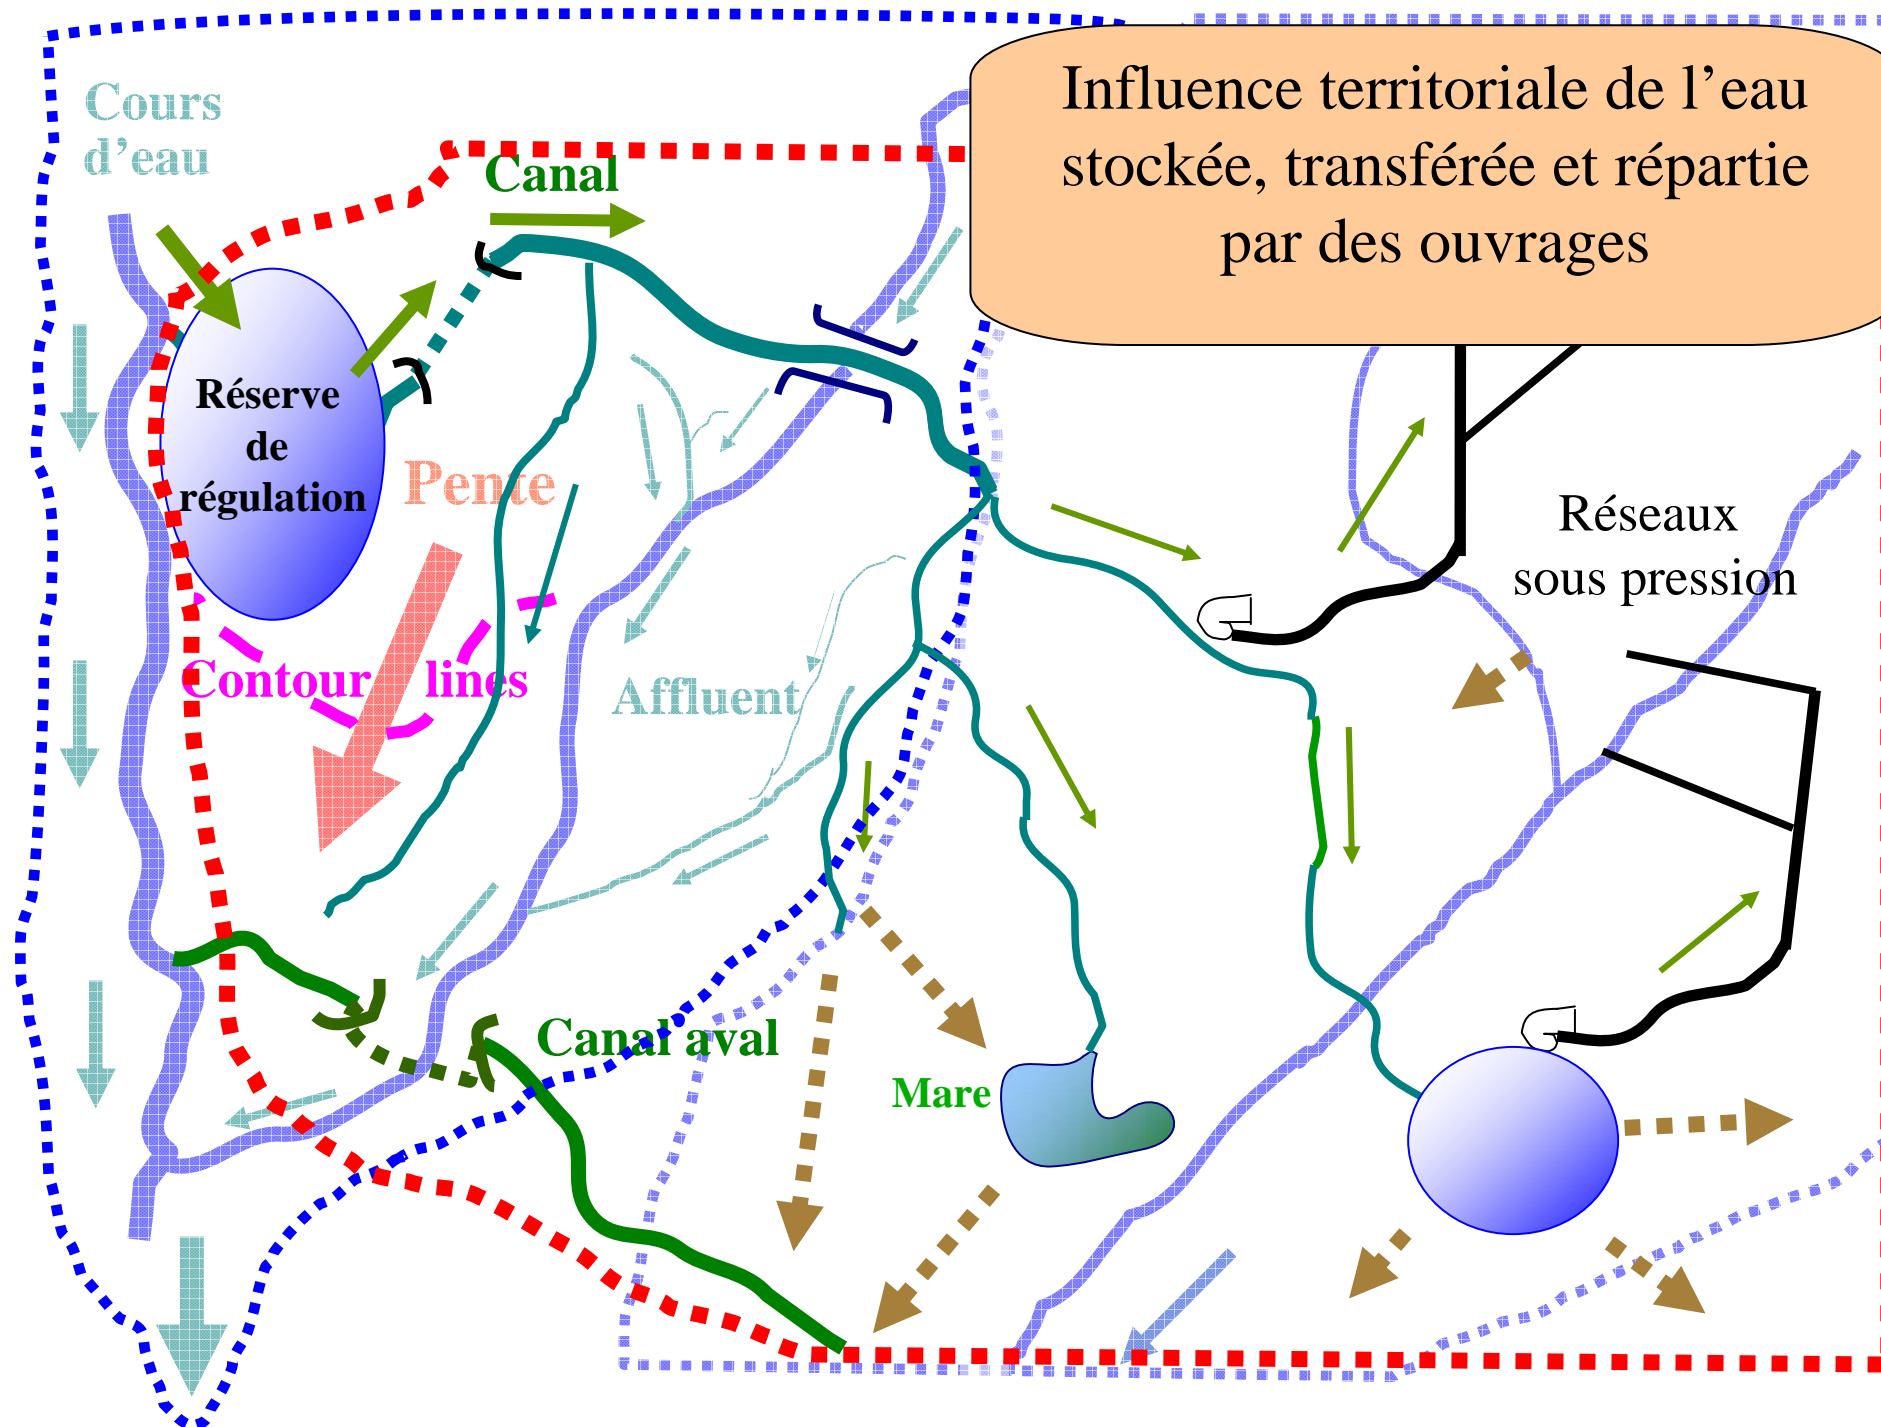 Influence territoriale de l’eau
stockée, transférée et répartie
par des ouvrages
Cours
d’eau
Canal
Réserve
de
régulation
Pente
Réseaux
sous pression
Contour lines
Affluent
Canal aval
Mare